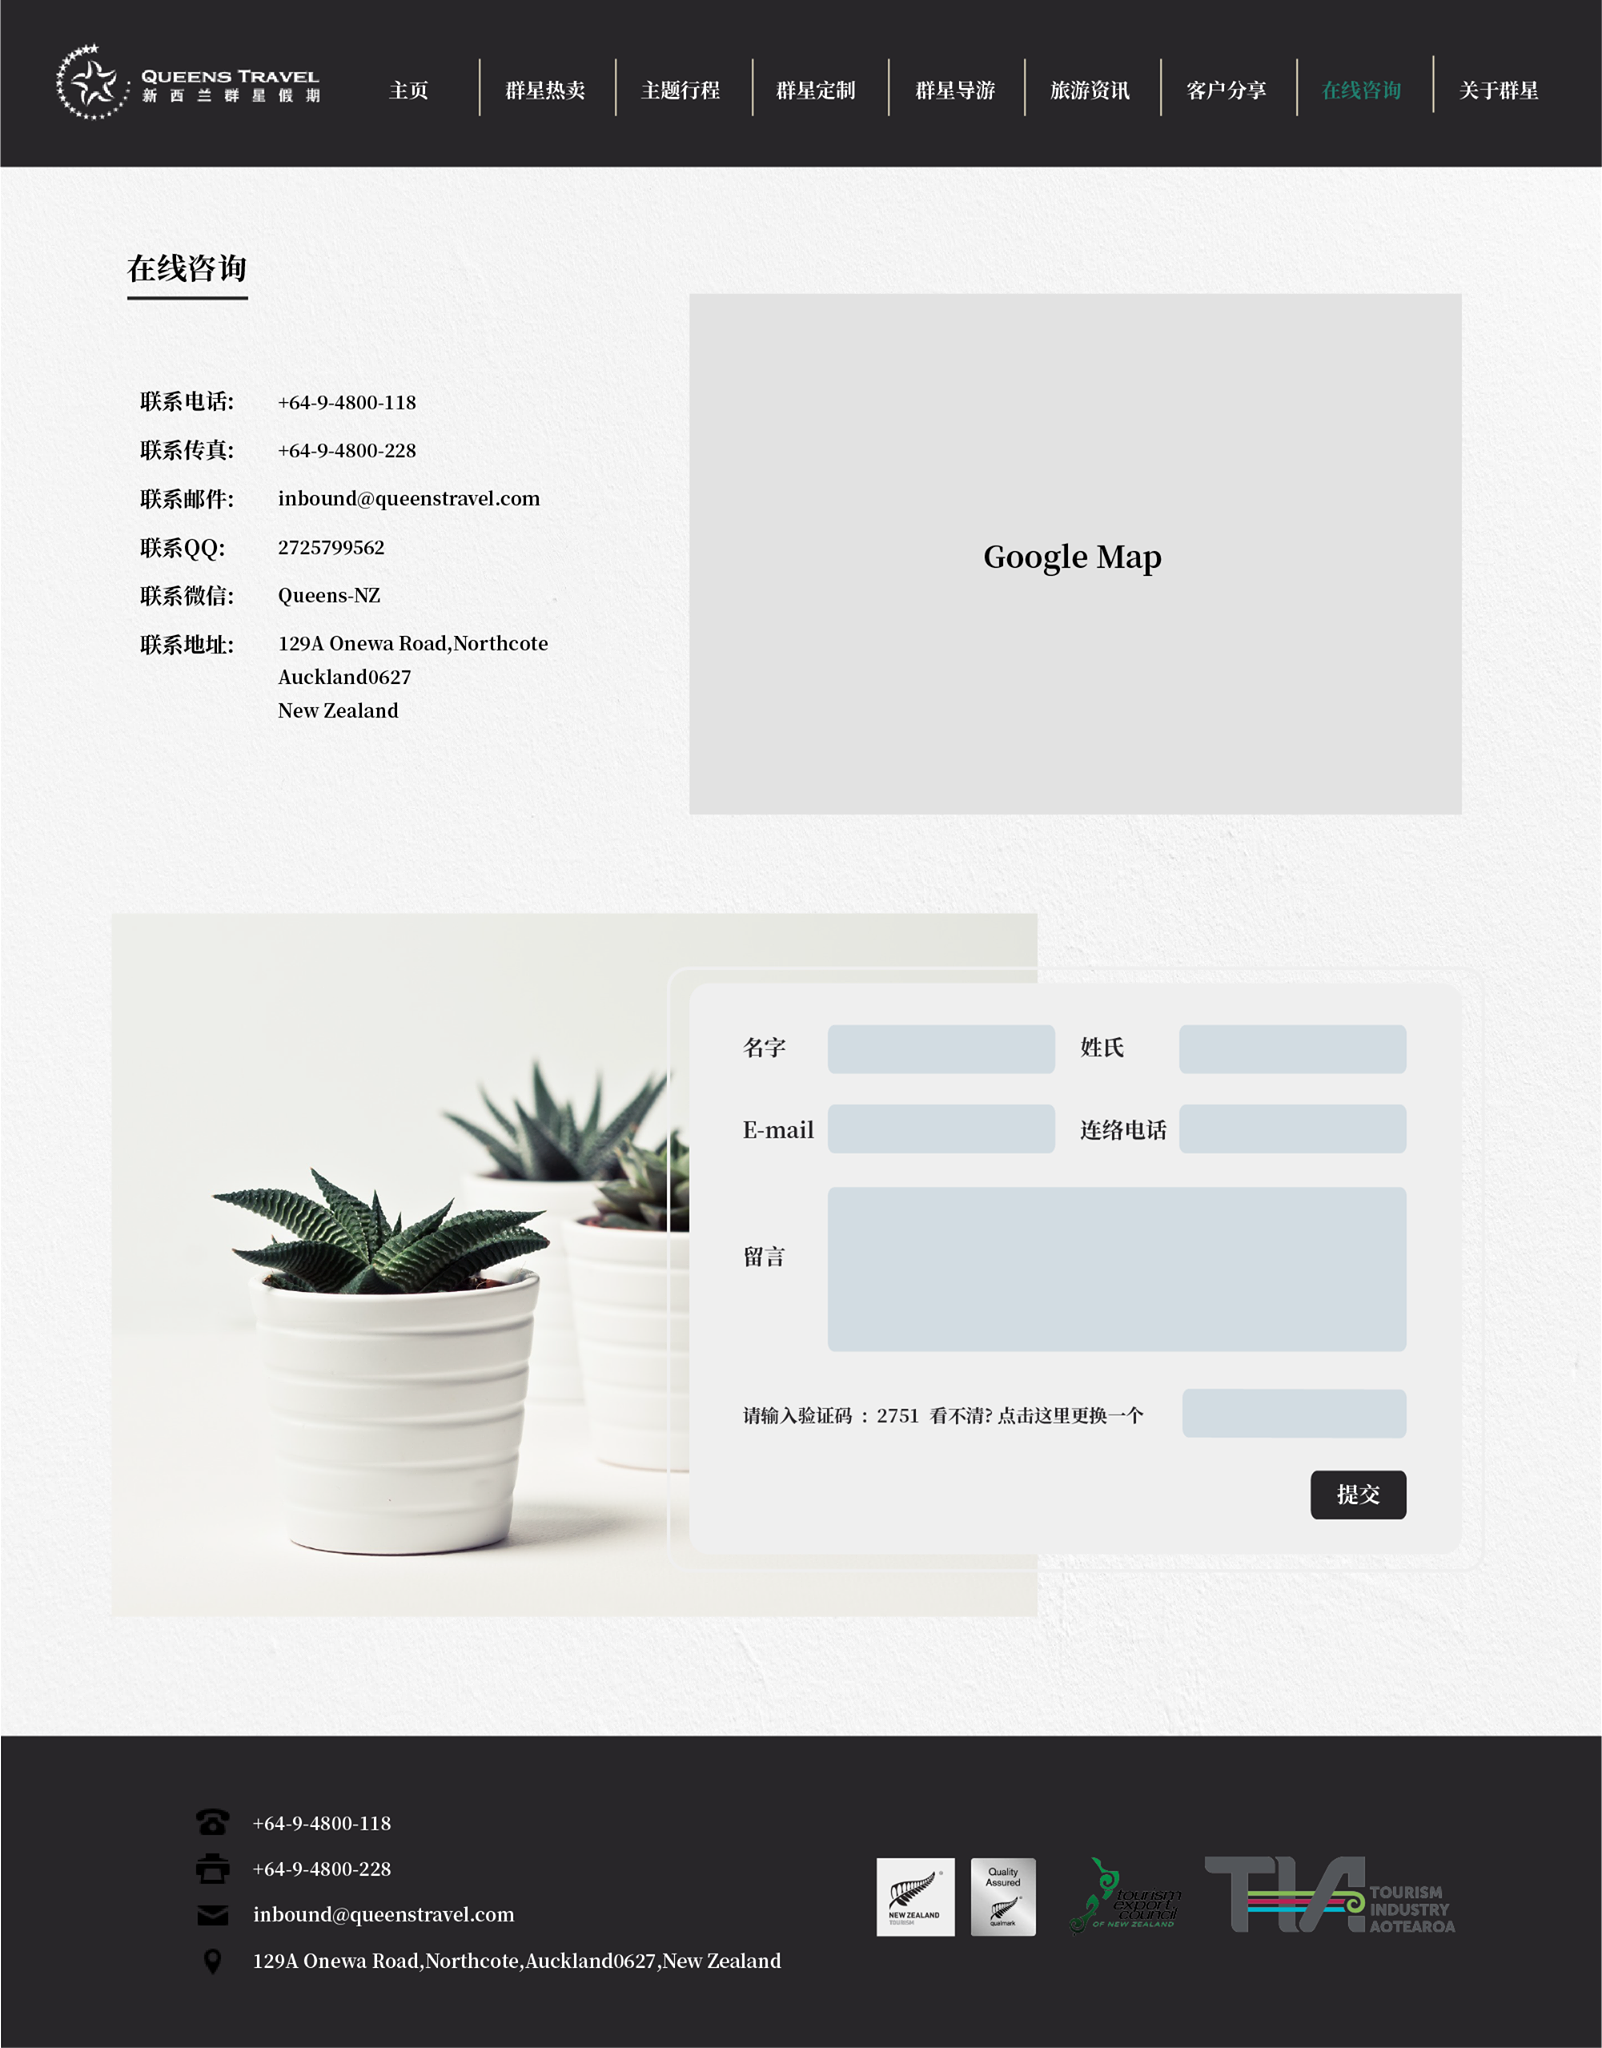 QUEENS TRAVEL
新西兰群星假期
主页
群星热卖
主题行程
群星定制
群星导游
旅游资讯
客户分享
在线咨询
关于群星
在线咨询
联系电话: +64-9-4800-118
联系传真: +64-9-4800-228
联系邮件: inbound@queenstravel.com
联系QQ: 2725799562
联系微信: Queens-NZ
联系地址: 129A Onewa Road,Northcote
Auckland0627
New Zealand
Google Map
名字
姓氏
E-mail
连络电话
留言
请输入验证码 : 2751 看不清? 点击这里更换一个
提交
+64-9-4800-118
+64-9-4800-228
inbound@queenstravel.com
129A Onewa Road,Northcote,Auckland0627,New Zealand
NEW ZEALAND
TOURISM
Quality
Assured
qualmark
tourism
export
council
OF NEW ZEALAND
TIA
TOURISM
INDUSTRY
AOTEAROA